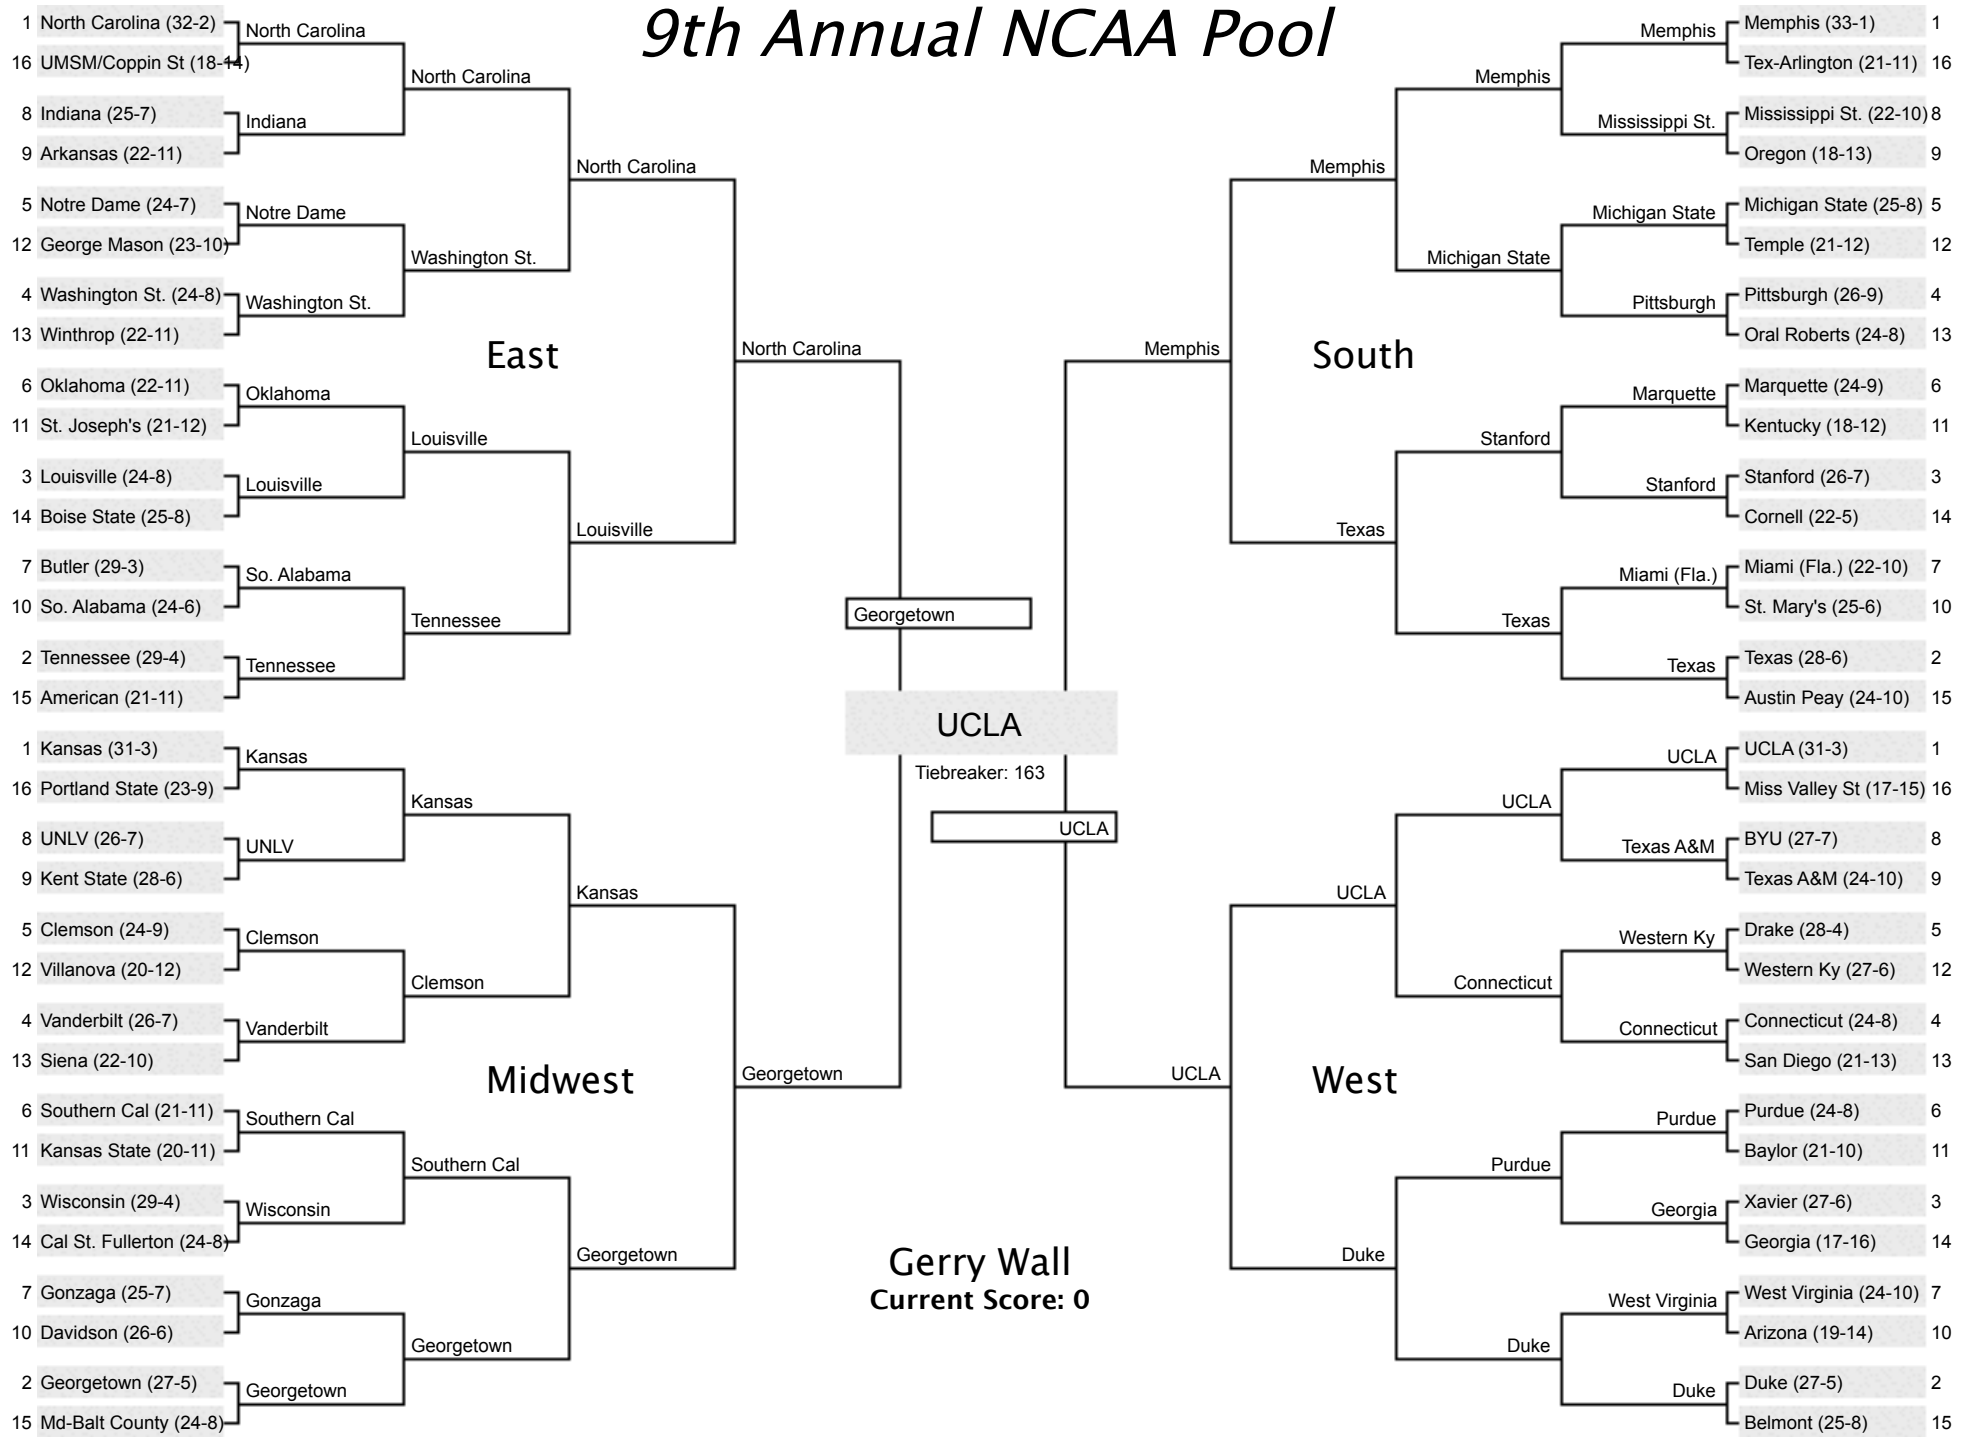 9th Annual NCAA Pool
1 North Carolina (32-2)
16 UMSM/Coppin St (18-14)
8 Indiana (25-7)
9 Arkansas (22-11)
5 Notre Dame (24-7)
12 George Mason (23-10)
4 Washington St. (24-8)
13 Winthrop (22-11)
6 Oklahoma (22-11)
11 St. Joseph's (21-12)
3 Louisville (24-8)
14 Boise State (25-8)
7 Butler (29-3)
10 So. Alabama (24-6)
2 Tennessee (29-4)
15 American (21-11)
North Carolina
Indiana
Notre Dame
Washington St.
Oklahoma
Louisville
So. Alabama
Tennessee
North Carolina
Washington St.
Louisville
Tennessee
North Carolina
Louisville
East
North Carolina
1 Kansas (31-3)
16 Portland State (23-9)
8 UNLV (26-7)
9 Kent State (28-6)
5 Clemson (24-9)
12 Villanova (20-12)
4 Vanderbilt (26-7)
13 Siena (22-10)
6 Southern Cal (21-11)
11 Kansas State (20-11)
3 Wisconsin (29-4)
14 Cal St. Fullerton (24-8)
7 Gonzaga (25-7)
10 Davidson (26-6)
2 Georgetown (27-5)
15 Md-Balt County (24-8)
Kansas
UNLV
Clemson
Vanderbilt
Southern Cal
Wisconsin
Gonzaga
Georgetown
Kansas
Clemson
Southern Cal
Georgetown
Kansas
Georgetown
Midwest
Georgetown
Georgetown
UCLA
Tiebreaker: 163
UCLA
Gerry Wall
Current Score: 0
Memphis
South
Memphis
Texas
Memphis
Michigan State
Stanford
Texas
Memphis
Mississippi St.
Michigan State
Pittsburgh
Marquette
Stanford
Miami (Fla.)
Texas
Memphis (33-1) 1
Tex-Arlington (21-11) 16
Mississippi St. (22-10) 8
Oregon (18-13) 9
Michigan State (25-8) 5
Temple (21-12) 12
Pittsburgh (26-9) 4
Oral Roberts (24-8) 13
Marquette (24-9) 6
Kentucky (18-12) 11
Stanford (26-7) 3
Cornell (22-5) 14
Miami (Fla.) (22-10) 7
St. Mary's (25-6) 10
Texas (28-6) 2
Austin Peay (24-10) 15
UCLA
West
UCLA
Duke
UCLA
Connecticut
Purdue
Duke
UCLA
Texas A&M
Western Ky
Connecticut
Purdue
Georgia
West Virginia
Duke
UCLA (31-3) 1
Miss Valley St (17-15) 16
BYU (27-7) 8
Texas A&M (24-10) 9
Drake (28-4) 5
Western Ky (27-6) 12
Connecticut (24-8) 4
San Diego (21-13) 13
Purdue (24-8) 6
Baylor (21-10) 11
Xavier (27-6) 3
Georgia (17-16) 14
West Virginia (24-10) 7
Arizona (19-14) 10
Duke (27-5) 2
Belmont (25-8) 15